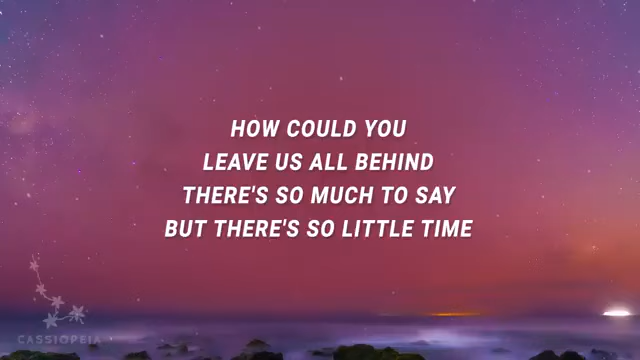 HOW COULD YOU
LEAVE US ALL BEHIND
THERE'S SO MUCH TO SAY
BUT THERE'S SO LITTLE TIME
CASSIOPEIA